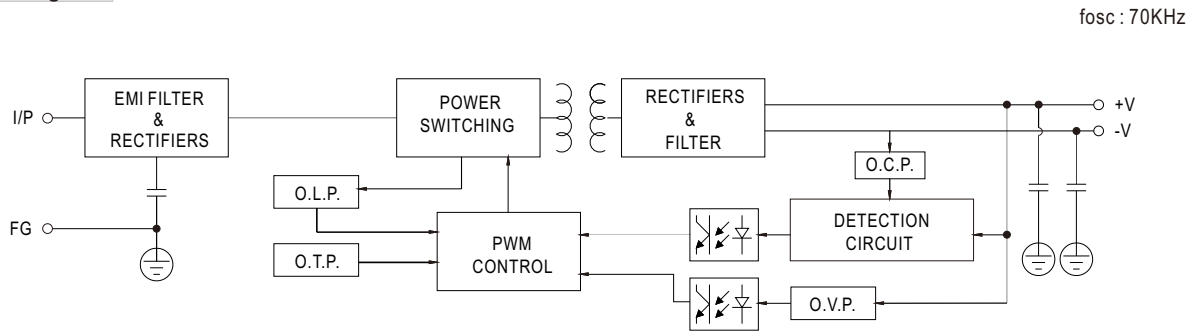 fosc : 70KHz
I/P
EMI FILTER
&
RECTIFIERS
POWER
SWITCHING
RECTIFIERS
&
FILTER
+V
-V
O.C.P.
O.L.P.
DETECTION
CIRCUIT
FG
PWM
CONTROL
O.T.P.
O.V.P.